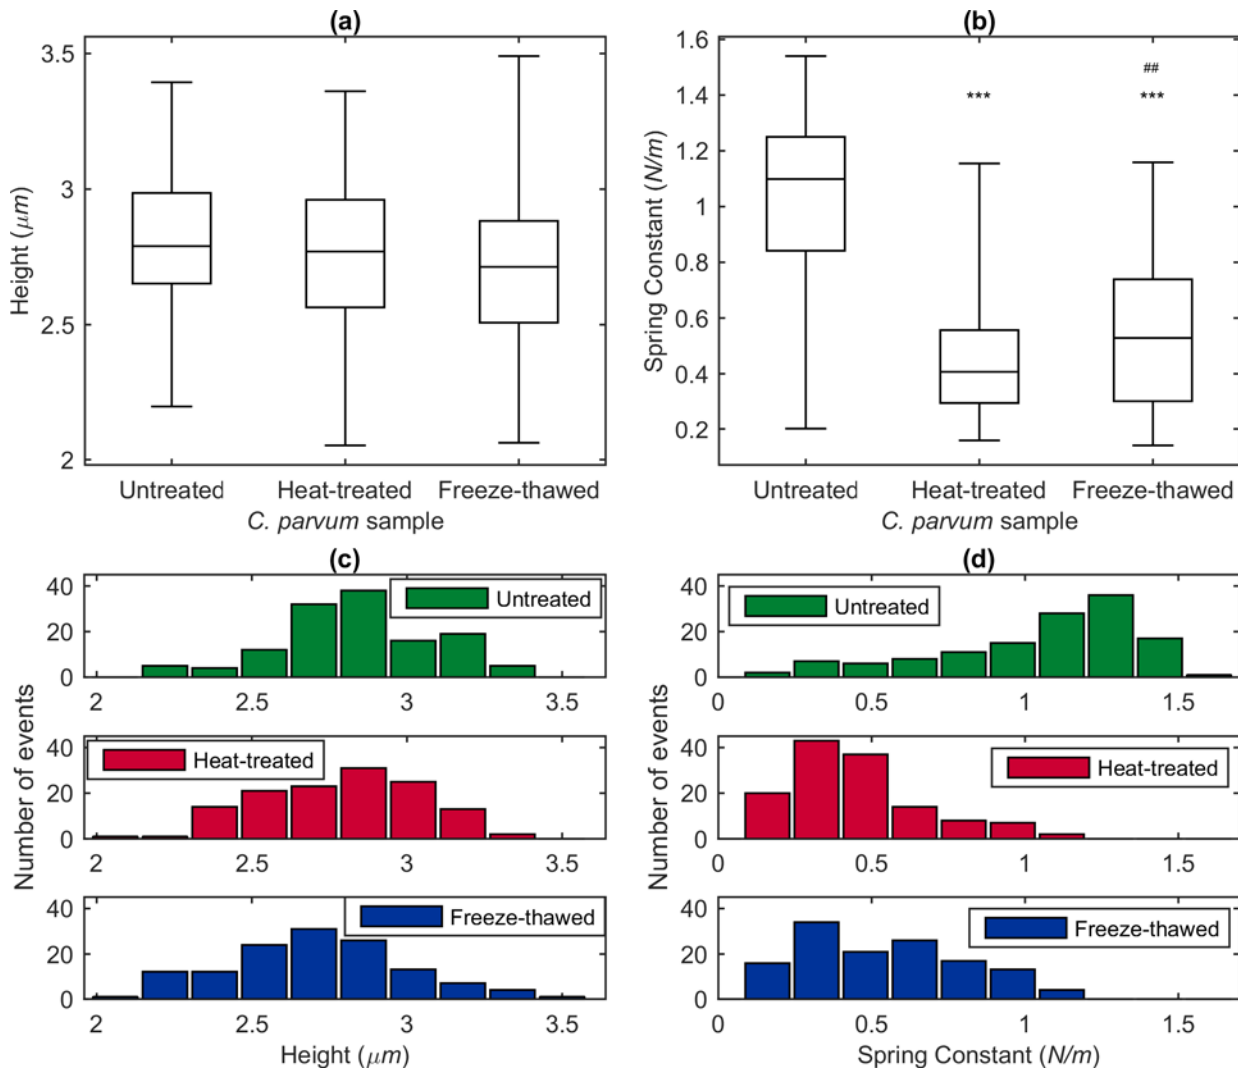 (a)
3.5
3
2.5
2
Height (μm)
Untreated Heat-treated Freeze-thawed
C. parvum sample
(b)
1.6
1.4
1.2
1
0.8
0.6
0.4
0.2
Spring Constant (N/m)
***
##
***
Untreated Heat-treated Freeze-thawed
C. parvum sample
(c)
Number of events
40
20
0
Untreated
2 2.5 3 3.5
40
20
0
Heat-treated
2 2.5 3 3.5
40
20
0
Freeze-thawed
2 2.5 3 3.5
Height (μm)
(d)
Number of events
40
20
0
Untreated
0 0.5 1 1.5
40
20
0
Heat-treated
0 0.5 1 1.5
40
20
0
Freeze-thawed
0 0.5 1 1.5
Spring Constant (N/m)